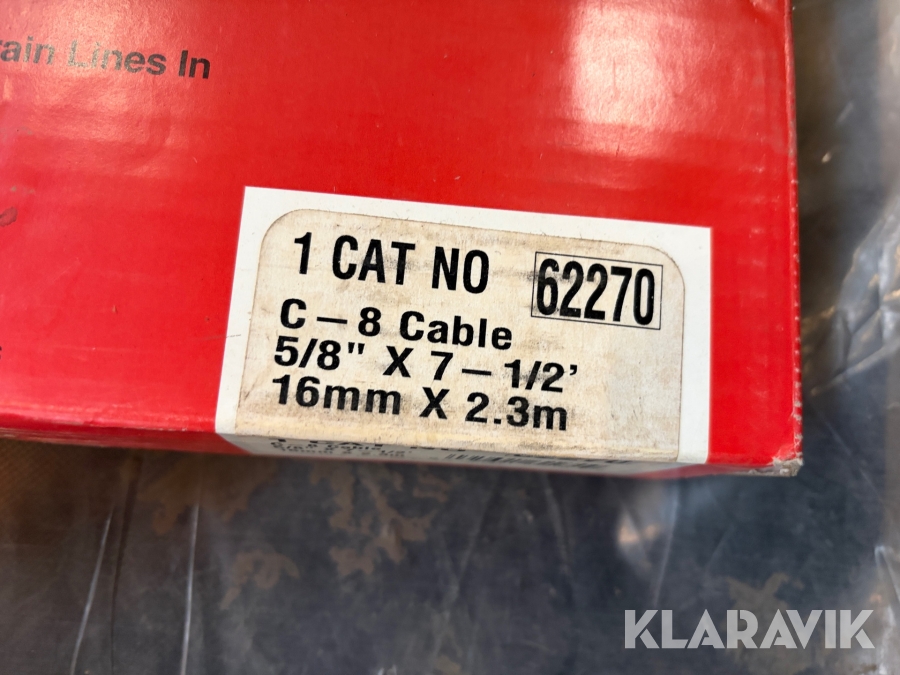 rain Lines In
1 CAT NO 62270
C – 8 Cable
5/8" X 7 – 1/2'
16mm X 2.3m
KLARAVIK